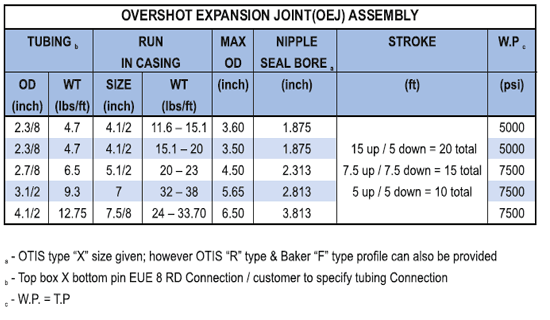 OVERSHOT EXPANSION JOINT(OEJ) ASSEMBLY
TUBING b RUN IN CASING MAX OD NIPPLE SEAL BORE a STROKE W.P c
OD (inch) WT (lbs/ft) SIZE (inch) WT (lbs/ft) (inch) (inch) (ft) (psi)
2.3/8 4.7 4.1/2 11.6 – 15.1 3.60 1.875 5000
2.3/8 4.7 4.1/2 15.1 – 20 3.50 1.875 15 up / 5 down = 20 total 5000
2.7/8 6.5 5.1/2 20 – 23 4.50 2.313 7.5 up / 7.5 down = 15 total 7500
3.1/2 9.3 7 32 – 38 5.65 2.813 5 up / 5 down = 10 total 7500
4.1/2 12.75 7.5/8 24 – 33.70 6.50 3.813 7500
a - OTIS type “X” size given; however OTIS “R” type & Baker “F” type profile can also be provided
b - Top box X bottom pin EUE 8 RD Connection / customer to specify tubing Connection
c - W.P. = T.P